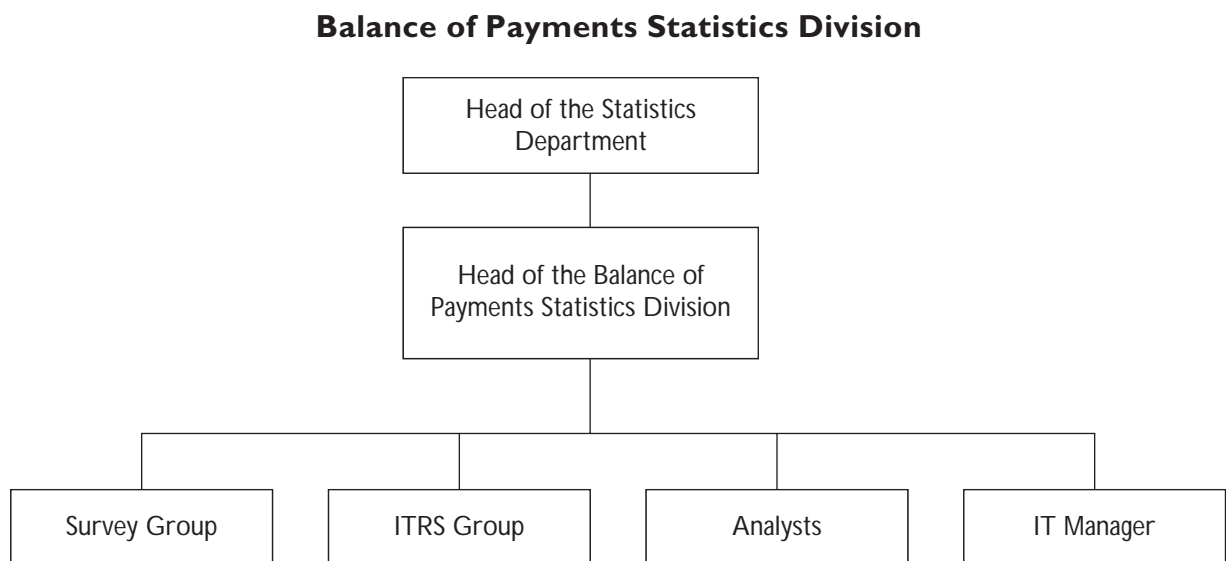 Balance of Payments Statistics Division
Head of the Statistics
Department
Head of the Balance of
Payments Statistics Division
Survey Group
ITRS Group
Analysts
IT Manager